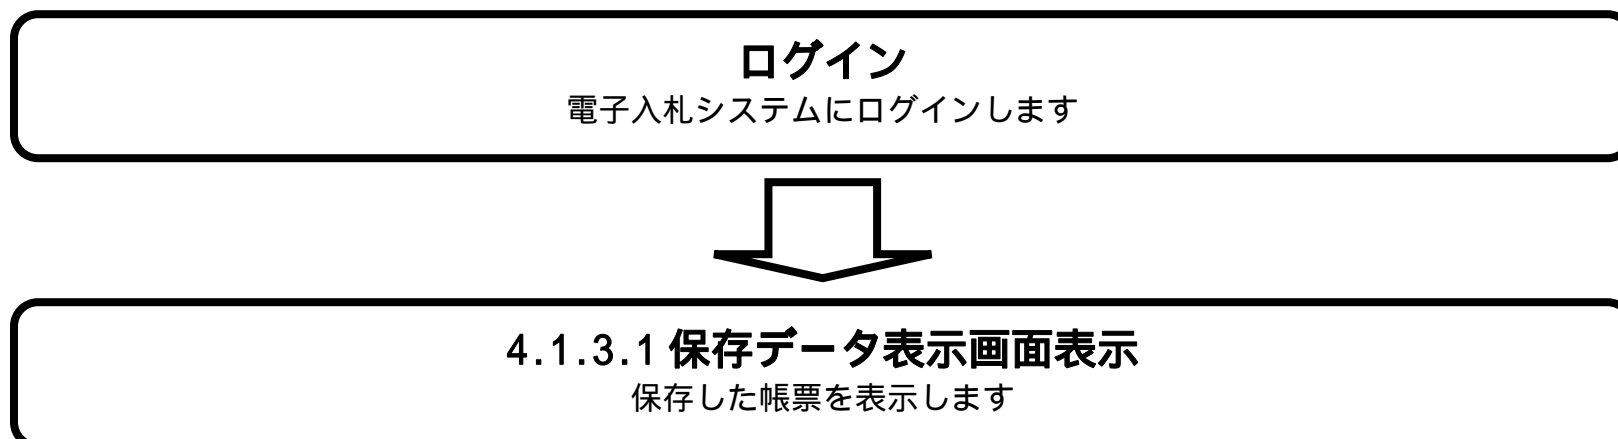 ログイン
電子入札システムにログインします
4.1.3.1 保存データ表示画面表示
保存した帳票を表示します